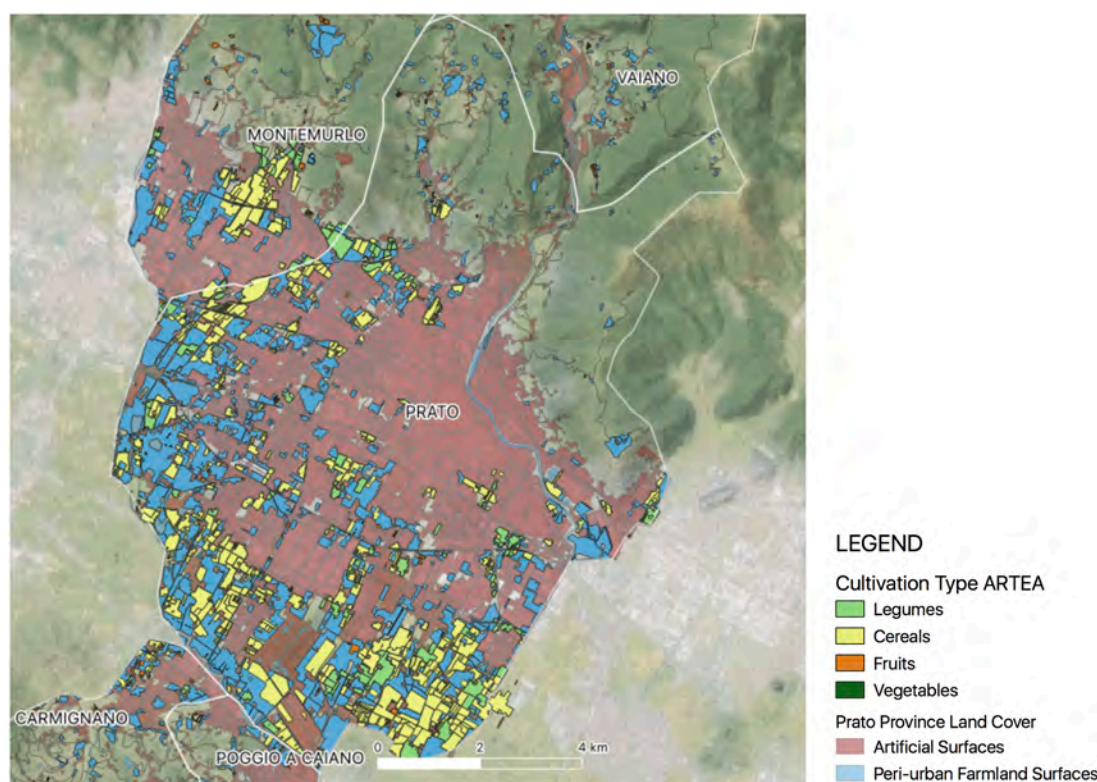 VAIANO
MONTEMURLO
PRATO
CARMIGNANO
POGGIO A CAIANO
0 2 4 km
LEGEND
Cultivation Type ARTEA
Legumes
Cereals
Fruits
Vegetables
Prato Province Land Cover
Artificial Surfaces
Peri-urban Farmland Surfaces